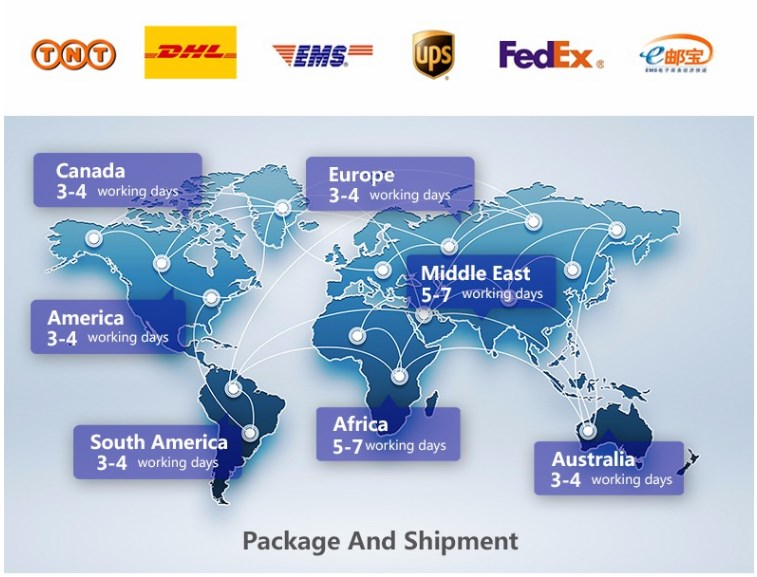 TNT
DHL
EMS®
ups®
FedEx®
e邮宝
Canada
3-4 working days
Europe
3-4 working days
Middle East
5-7 working days
America
3-4 working days
Africa
5-7 working days
South America
3-4 working days
Australia
3-4 working days
Package And Shipment